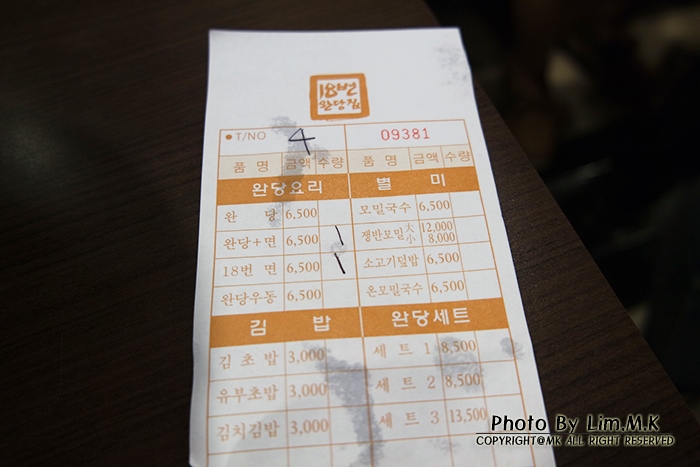 18번
완당집
●T/NO 4 09381
품 명 금액 수량 품 명 금액 수량
완당요리 별 미
완 당 6,500 모밀국수 6,500
완당+면 6,500 1 쟁반모밀 大 12,000 小 8,000
18번 면 6,500 1 소고기덮밥 6,500
완당우동 6,500 온모밀국수 6,500
김 밥 완당세트
김초밥 3,000 세 트 1 8,500
유부초밥 3,000 세 트 2 8,500
김치김밥 3,000 세 트 3 13,500
Photo By Lim.M.K
COPYRIGHT@MK ALL RIGHT RESERVED